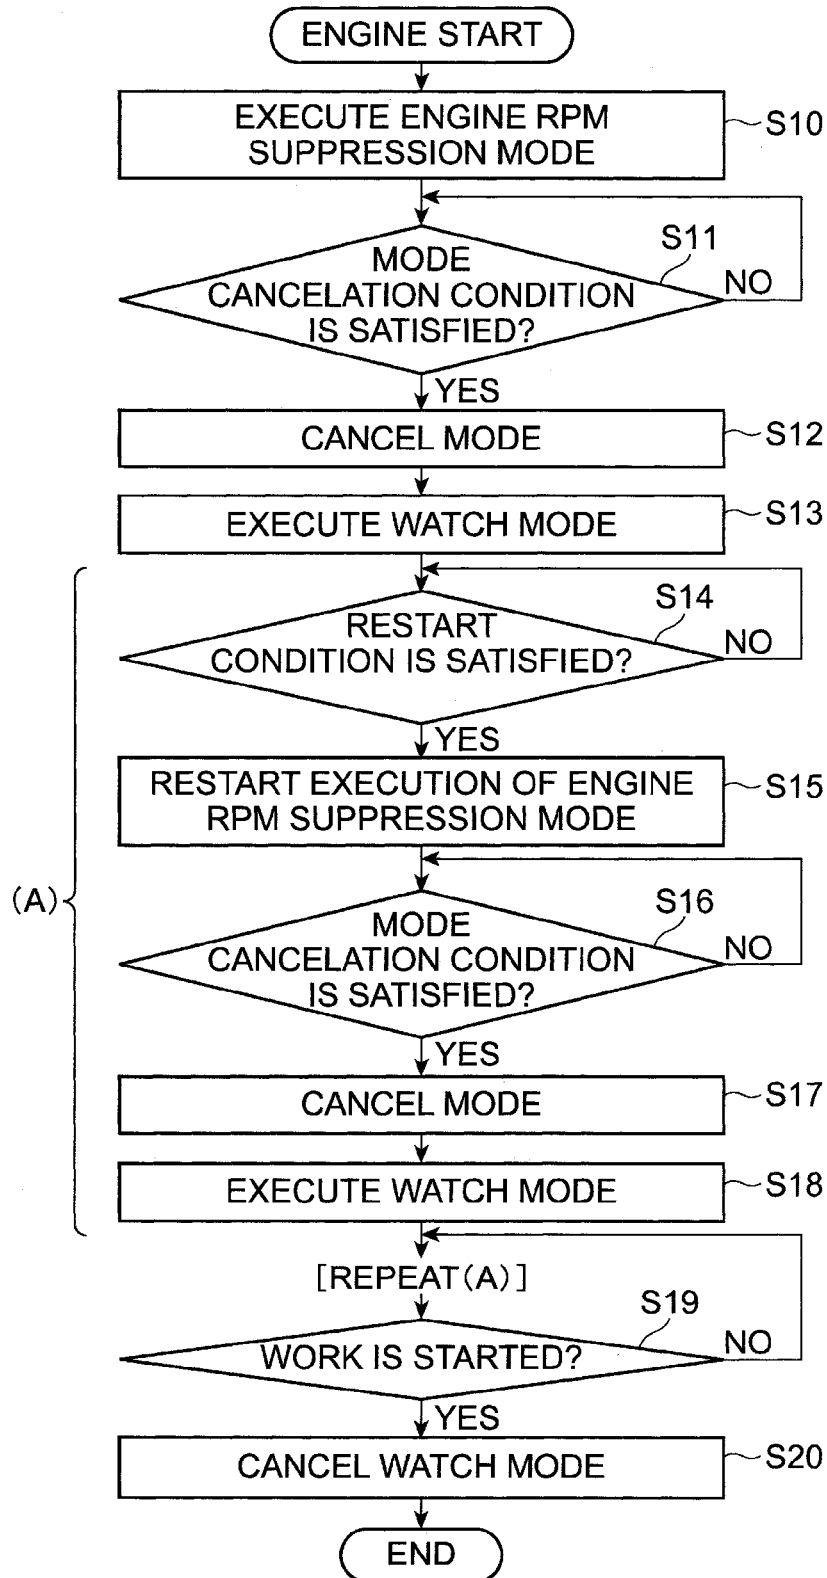 ENGINE START
EXECUTE ENGINE RPM
SUPPRESSION MODE
S10
S11
MODE
CANCELATION CONDITION
IS SATISFIED?
NO
YES
CANCEL MODE
S12
EXECUTE WATCH MODE
S13
S14
RESTART
CONDITION IS SATISFIED?
NO
YES
RESTART EXECUTION OF ENGINE
RPM SUPPRESSION MODE
S15
(A)
S16
MODE
CANCELATION CONDITION
IS SATISFIED?
NO
YES
CANCEL MODE
S17
EXECUTE WATCH MODE
S18
[REPEAT(A)]
S19
WORK IS STARTED?
NO
YES
CANCEL WATCH MODE
S20
END